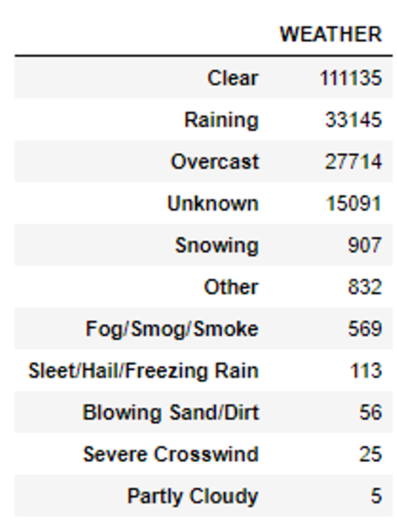 WEATHER
Clear 111135
Raining 33145
Overcast 27714
Unknown 15091
Snowing 907
Other 832
Fog/Smog/Smoke 569
Sleet/Hail/Freezing Rain 113
Blowing Sand/Dirt 56
Severe Crosswind 25
Partly Cloudy 5